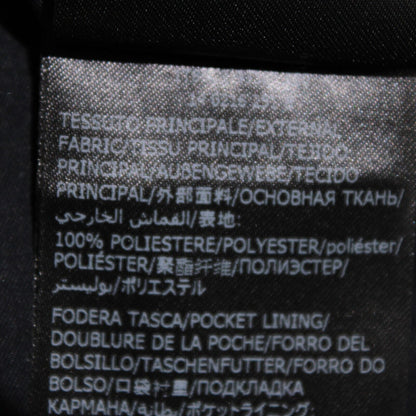 TESSUTO PRINCIPALE/EXTERNAL
FABRIC/TISSU PRINCIPAL/TEJIDO
PRINCIPAL/AUßENGEWEBE/TECIDO
PRINCIPAL/外部面料/ОСНОВНАЯ ТКАНЬ/
القماش الخارجي/表地:
100% POLIESTERE/POLYESTER/poliéster/
POLIÉSTER/聚酯纤维/ПОЛИЭСТЕР/
بوليستر/ポリエステル
FODERA TASCA/POCKET LINING/
DOUBLURE DE LA POCHE/FORRO DEL
BOLSILLO/TASCHENFUTTER/FORRO DO
BOLSO/口袋衬里/ПОДКЛАДКА
КАРМАНА/بطانة/ポケットライニング